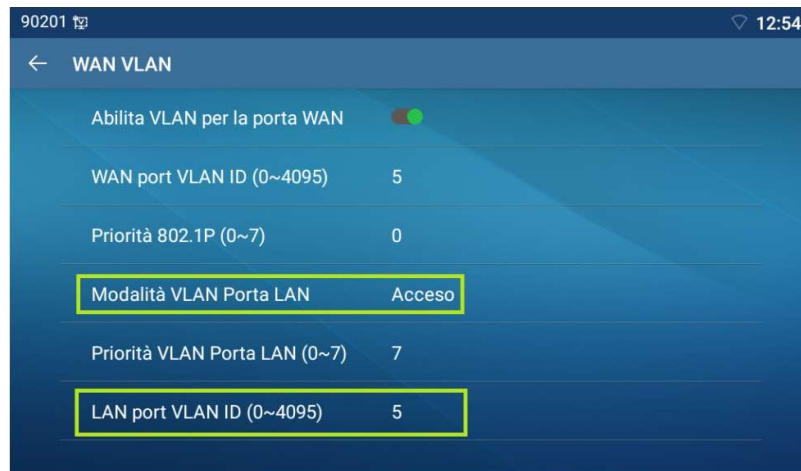 90201 12:54
WAN VLAN
Abilita VLAN per la porta WAN
WAN port VLAN ID (0~4095) 5
Priorità 802.1P (0~7) 0
Modalità VLAN Porta LAN Acceso
Priorità VLAN Porta LAN (0~7) 7
LAN port VLAN ID (0~4095) 5